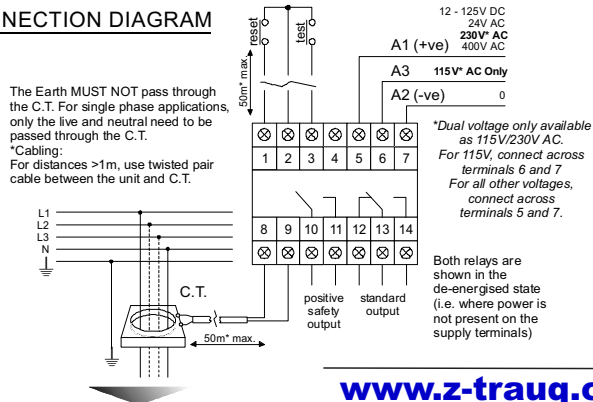 NECTION DIAGRAM
The Earth MUST NOT pass through
the C.T. For single phase applications,
only the live and neutral need to be
passed through the C.T.
*Cabling:
For distances >1m, use twisted pair
cable between the unit and C.T.
reset
test
50m* max.
12 - 125V DC
24V AC
230V* AC
400V AC
A1 (+ve)
A3 115V* AC Only
A2 (-ve) 0
*Dual voltage only available
as 115V/230V AC.
For 115V, connect across
terminals 6 and 7
For all other voltages,
connect across
terminals 5 and 7.
1 2 3 4 5 6 7
8 9 10 11 12 13 14
L1
L2
L3
N
C.T.
50m* max.
positive
safety
output
standard
output
Both relays are
shown in the
de-energised state
(i.e. where power is
not present on the
supply terminals)